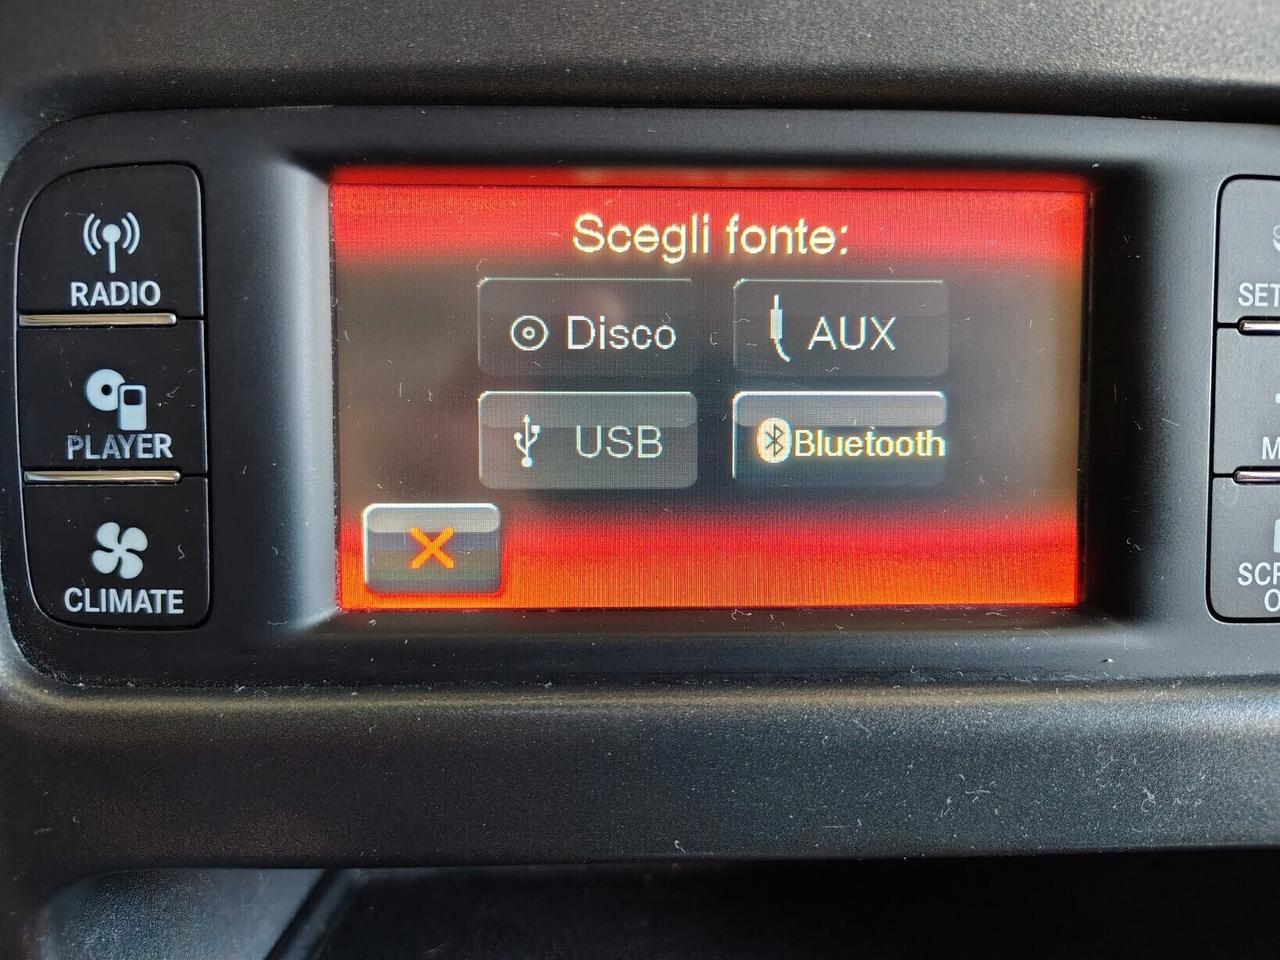 Scegli fonte:
Disco
AUX
USB
Bluetooth
RADIO
PLAYER
CLIMATE